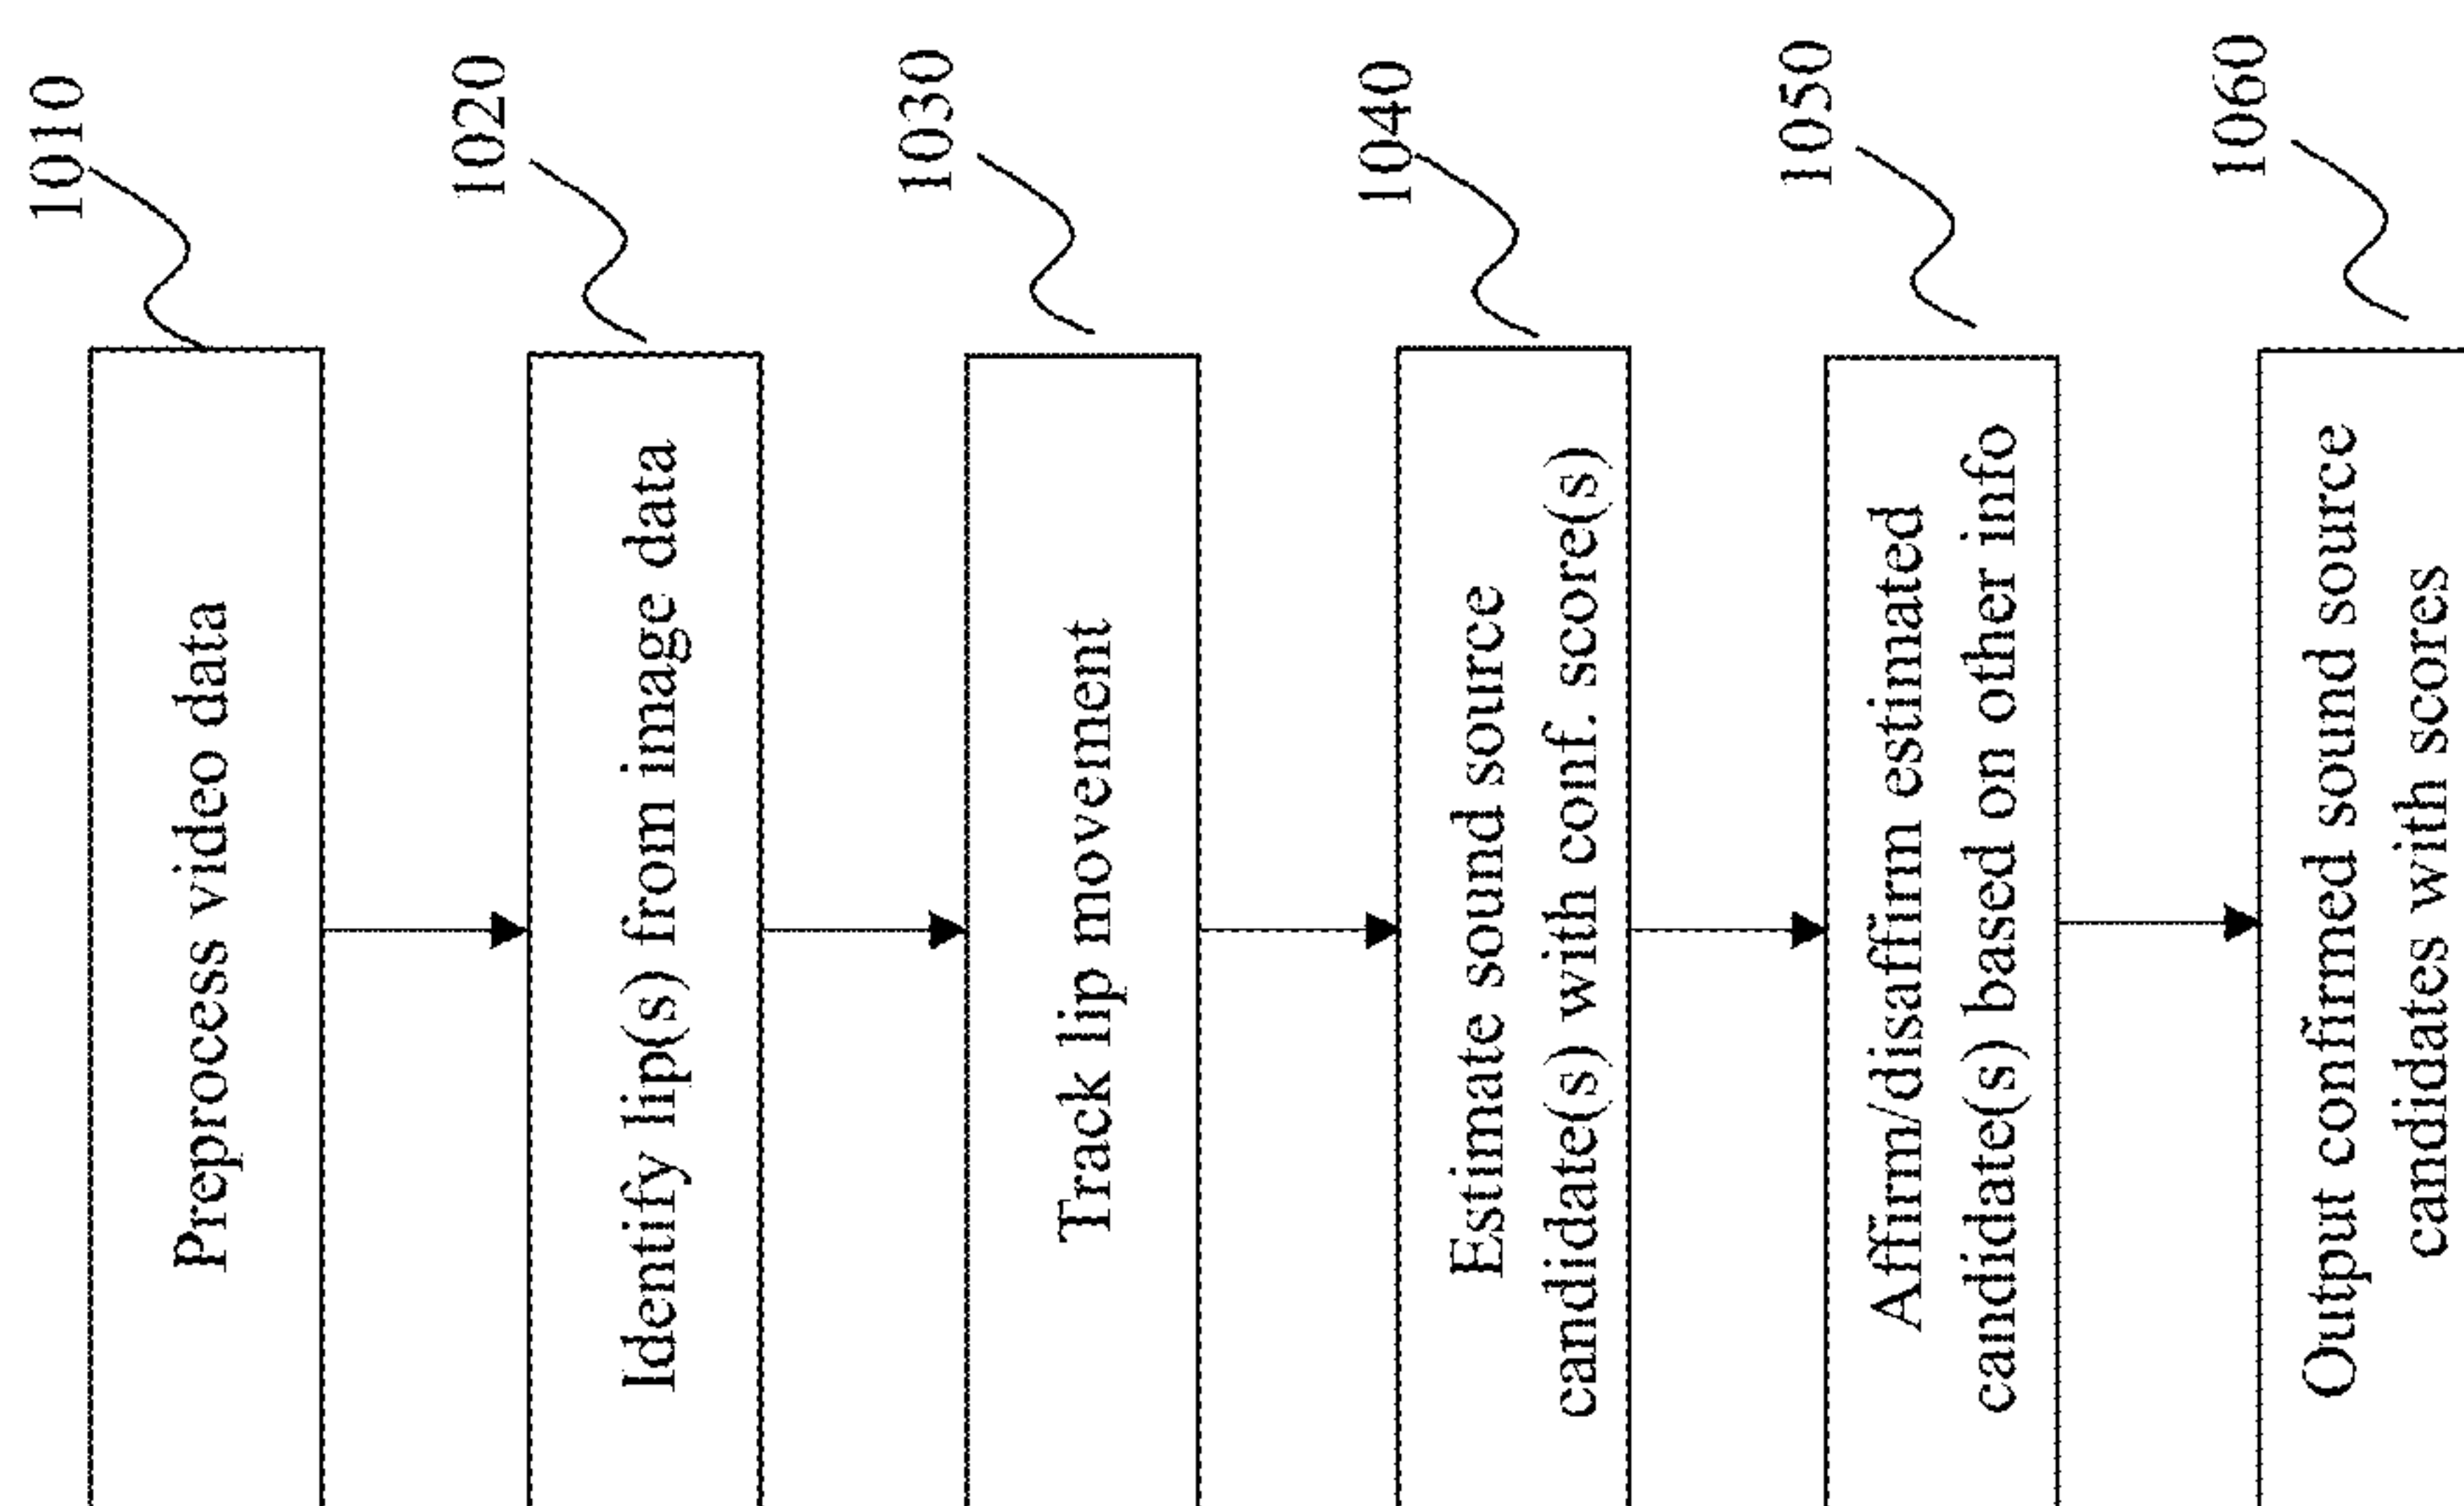 1010
Preprocess video data
1020
Identify lip(s) from image data
1030
Track lip movement
1040
Estimate sound source
candidate(s) with conf. score(s)
1050
Affirm/disaffirm estimated
candidate(s) based on other info
1060
Output confirmed sound source
candidates with scores